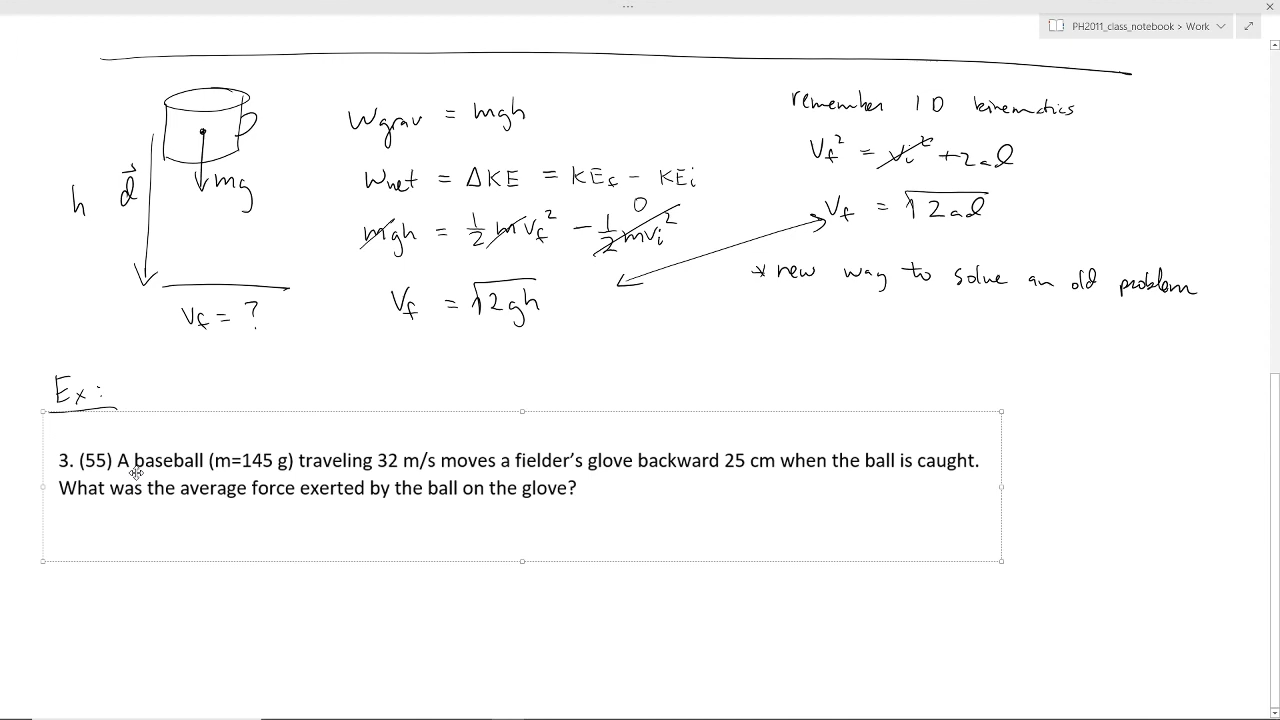 PH2011_class_notebook > Work
remember 1D kinematics
Wgrav = mgh
Vf² = Vi² + 2ad
Wnet = ΔKE = KEf - KEi
h d mg
Vf = √2ad
0
mgh = 1/2 mVf² - 1/2 mVi²
* new way to solve an old problem
Vf = √2gh
Vf = ?
Ex:
3. (55) A baseball (m=145 g) traveling 32 m/s moves a fielder's glove backward 25 cm when the ball is caught.
What was the average force exerted by the ball on the glove?